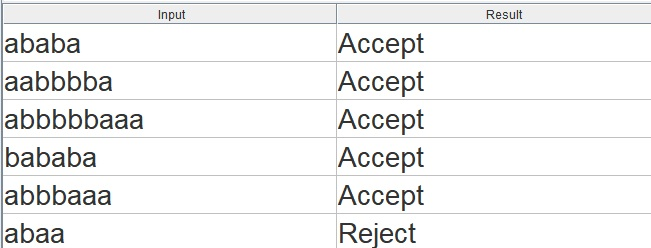 Input Result
ababa Accept
aabbbba Accept
abbbbbaaa Accept
bababa Accept
abbbaaa Accept
abaa Reject